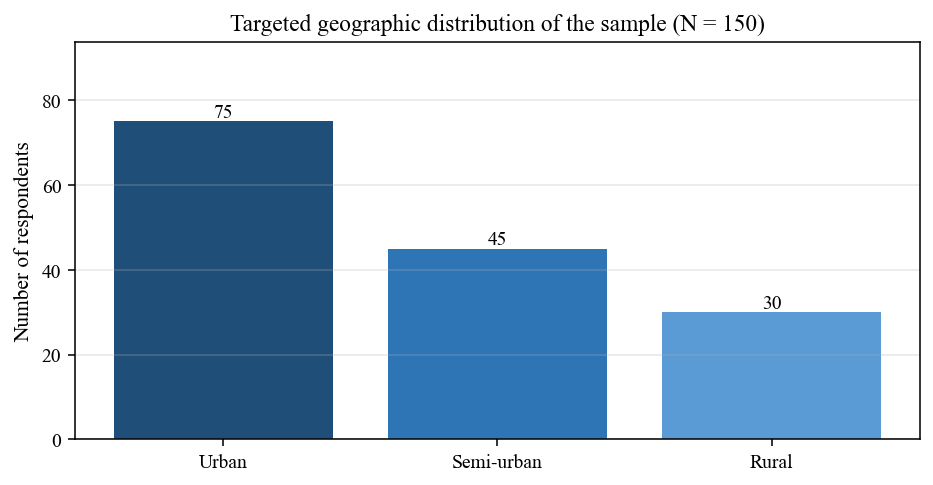 Targeted geographic distribution of the sample (N = 150)
Number of respondents
80
60
40
20
0
75
45
30
Urban
Semi-urban
Rural